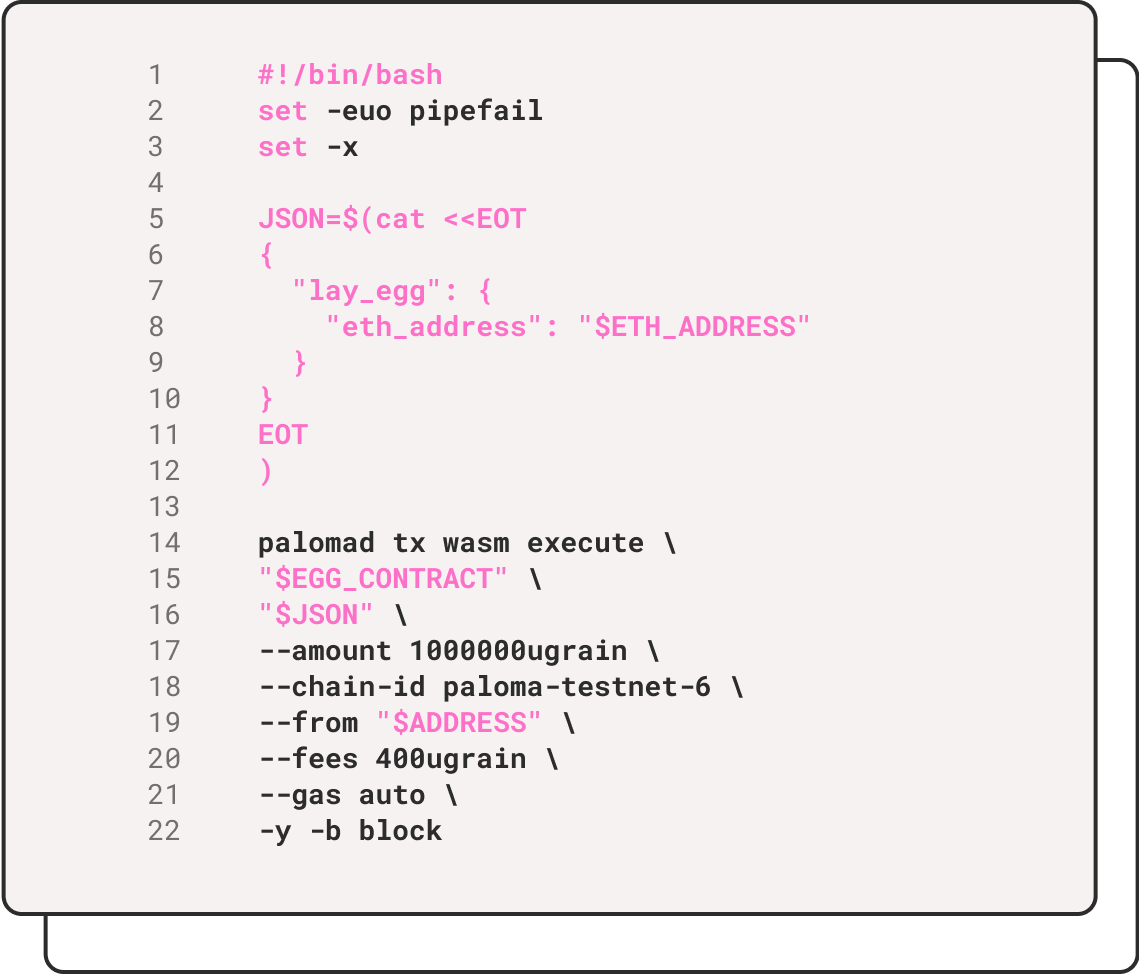 1 #!/bin/bash
2 set -euo pipefail
3 set -x
4
5 JSON=$(cat <<EOT
6 {
7   "lay_egg": {
8     "eth_address": "$ETH_ADDRESS"
9   }
10 }
11 EOT
12 )
13
14 palomad tx wasm execute \
15 "$EGG_CONTRACT" \
16 "$JSON" \
17 --amount 1000000ugrain \
18 --chain-id paloma-testnet-6 \
19 --from "$ADDRESS" \
20 --fees 400ugrain \
21 --gas auto \
22 -y -b block